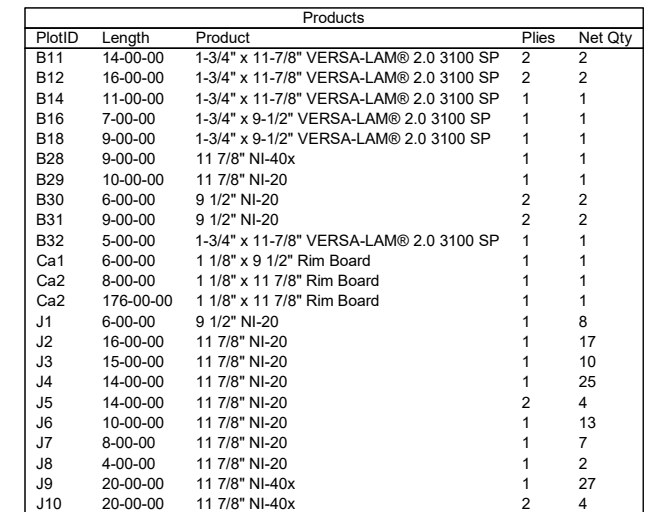 Products
PlotID Length Product Plies Net Qty
B11 14-00-00 1-3/4" x 11-7/8" VERSA-LAM® 2.0 3100 SP 2 2
B12 16-00-00 1-3/4" x 11-7/8" VERSA-LAM® 2.0 3100 SP 2 2
B14 11-00-00 1-3/4" x 11-7/8" VERSA-LAM® 2.0 3100 SP 1 1
B16 7-00-00 1-3/4" x 9-1/2" VERSA-LAM® 2.0 3100 SP 1 1
B18 9-00-00 1-3/4" x 9-1/2" VERSA-LAM® 2.0 3100 SP 1 1
B28 9-00-00 11 7/8" NI-40x 1 1
B29 10-00-00 11 7/8" NI-20 1 1
B30 6-00-00 9 1/2" NI-20 2 2
B31 9-00-00 9 1/2" NI-20 2 2
B32 5-00-00 1-3/4" x 11-7/8" VERSA-LAM® 2.0 3100 SP 1 1
Ca1 6-00-00 1 1/8" x 9 1/2" Rim Board 1 1
Ca2 8-00-00 1 1/8" x 11 7/8" Rim Board 1 1
Ca2 176-00-00 1 1/8" x 11 7/8" Rim Board 1 1
J1 6-00-00 9 1/2" NI-20 1 8
J2 16-00-00 11 7/8" NI-20 1 17
J3 15-00-00 11 7/8" NI-20 1 10
J4 14-00-00 11 7/8" NI-20 1 25
J5 14-00-00 11 7/8" NI-20 2 4
J6 10-00-00 11 7/8" NI-20 1 13
J7 8-00-00 11 7/8" NI-20 1 7
J8 4-00-00 11 7/8" NI-20 1 2
J9 20-00-00 11 7/8" NI-40x 1 27
J10 20-00-00 11 7/8" NI-40x 2 4